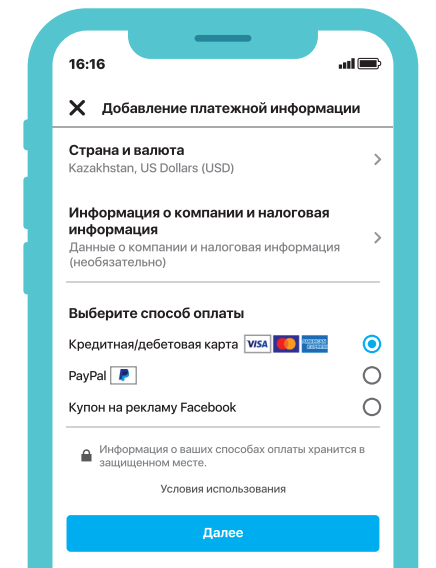 16:16
Добавление платежной информации
Страна и валюта
Kazakhstan, US Dollars (USD)
Информация о компании и налоговая
информация
Данные о компании и налоговая информация
(необязательно)
Выберите способ оплаты
Кредитная/дебетовая карта VISA AMERICAN EXPRESS
PayPal
Купон на рекламу Facebook
Информация о ваших способах оплаты хранится в
защищенном месте.
Условия использования
Далее